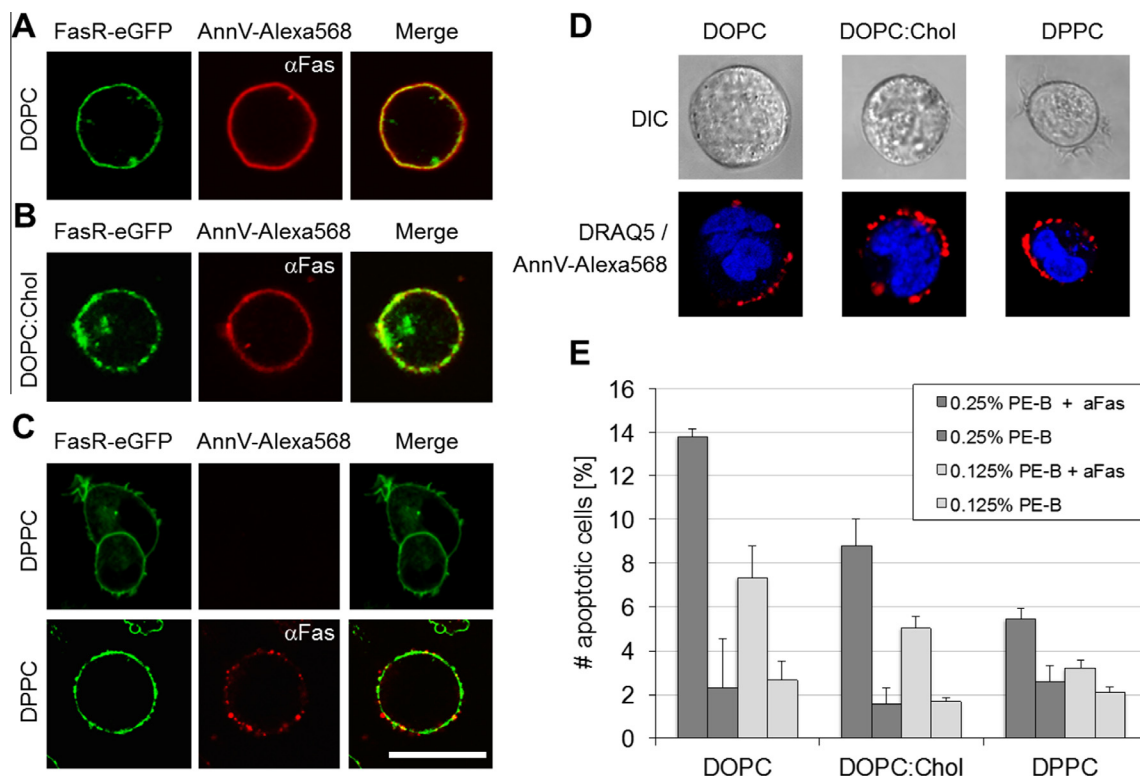 A
FasR-eGFP AnnV-Alexa568 Merge
DOPC
αFas
B
FasR-eGFP AnnV-Alexa568 Merge
DOPC:Chol
αFas
C
FasR-eGFP AnnV-Alexa568 Merge
DPPC
DPPC
αFas
D
DOPC DOPC:Chol DPPC
DIC
DRAQ5 /
AnnV-Alexa568
E
# apoptotic cells [%]
16
14
12
10
8
6
4
2
0
0.25% PE-B + aFas
0.25% PE-B
0.125% PE-B + aFas
0.125% PE-B
DOPC DOPC:Chol DPPC